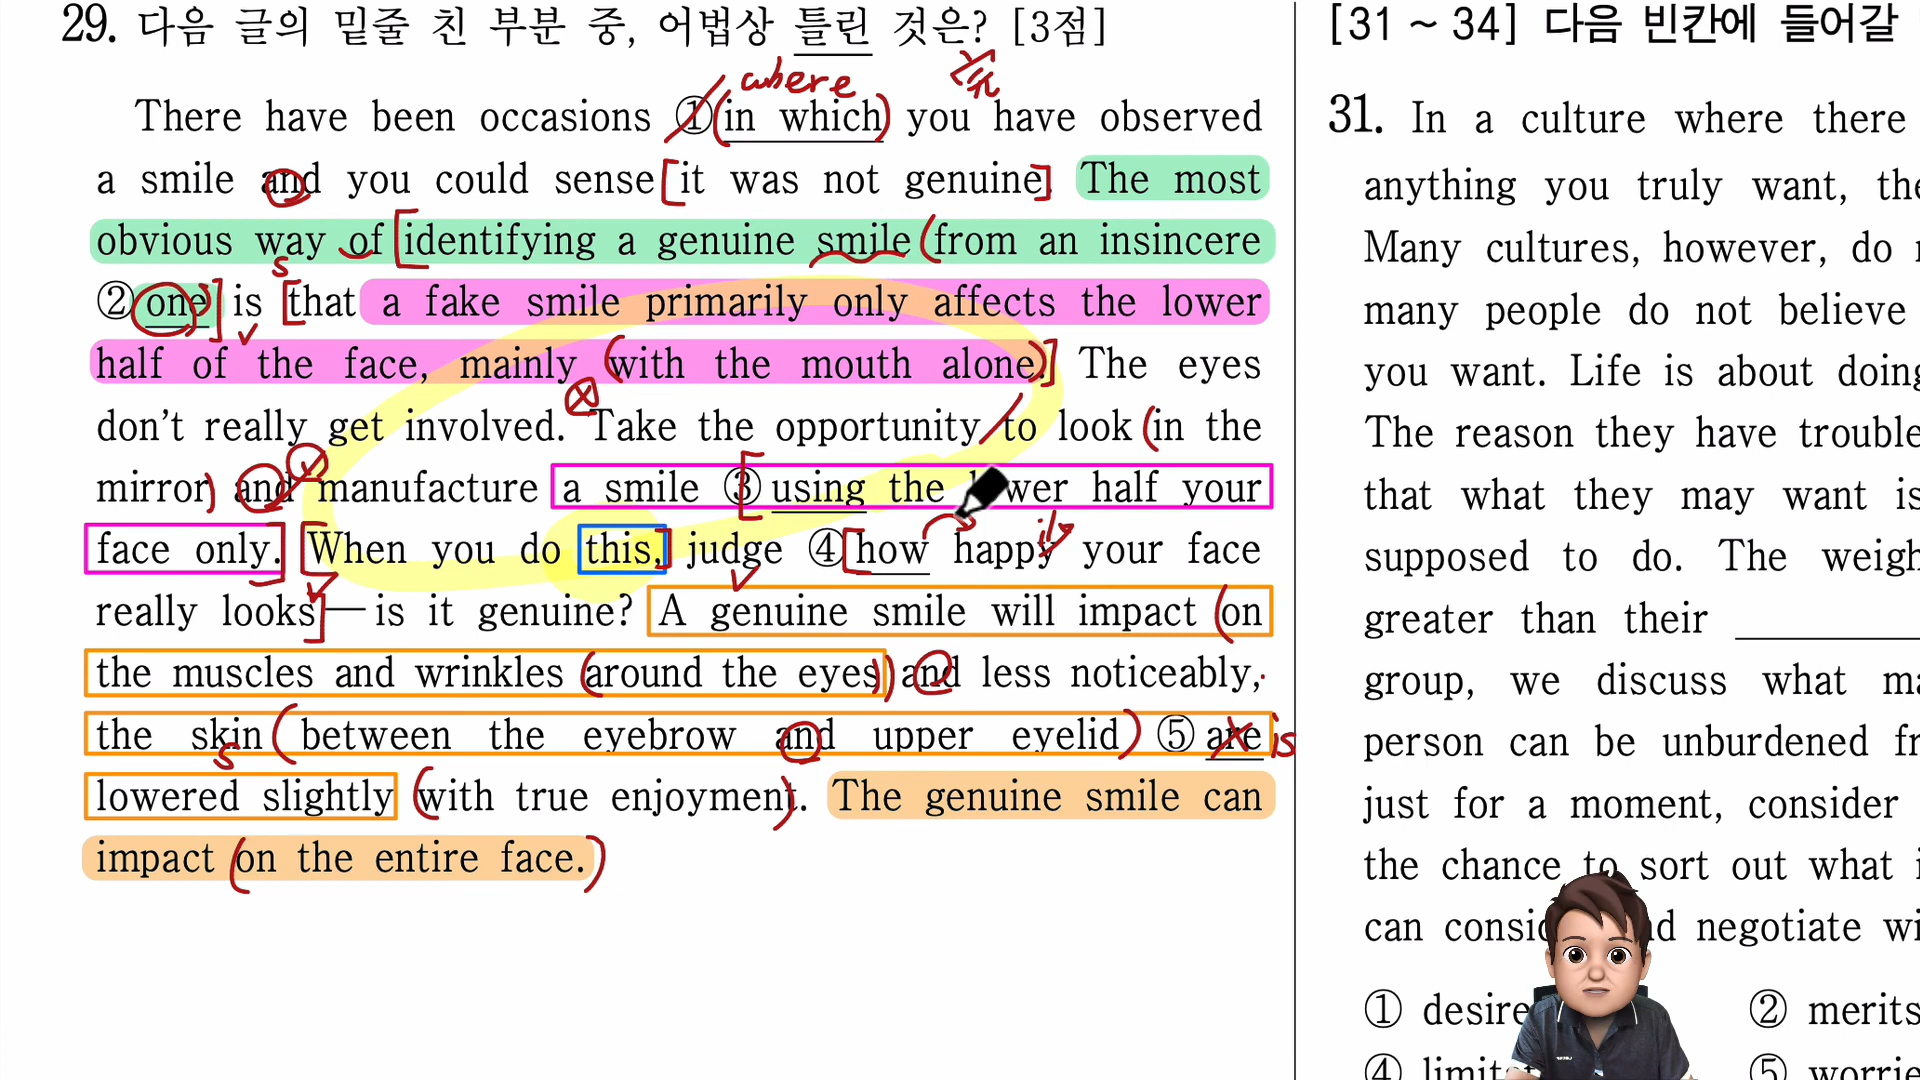 29. 다음 글의 밑줄 친 부분 중, 어법상 틀린 것은? [3점]
where
There have been occasions ① in which you have observed
a smile and you could sense it was not genuine. The most
obvious way of identifying a genuine smile from an insincere
s
② one is that a fake smile primarily only affects the lower
half of the face, mainly with the mouth alone. The eyes
don't really get involved. Take the opportunity to look in the
mirror and manufacture a smile ③ using the lower half your
face only. When you do this, judge ④ how happy your face
really looks — is it genuine? A genuine smile will impact on
the muscles and wrinkles around the eyes and less noticeably,
the skin between the eyebrow and upper eyelid ⑤ are is
s
lowered slightly with true enjoyment. The genuine smile can
impact on the entire face.
[31 ~ 34] 다음 빈칸에 들어갈
31. In a culture where there
anything you truly want, the
Many cultures, however, do
many people do not believe
you want. Life is about doing
The reason they have trouble
that what they may want is
supposed to do. The weigh
greater than their
group, we discuss what ma
person can be unburdened fr
just for a moment, consider
the chance to sort out what i
can consid nd negotiate wi
① desire ② merits
④ limit ⑤ worrie